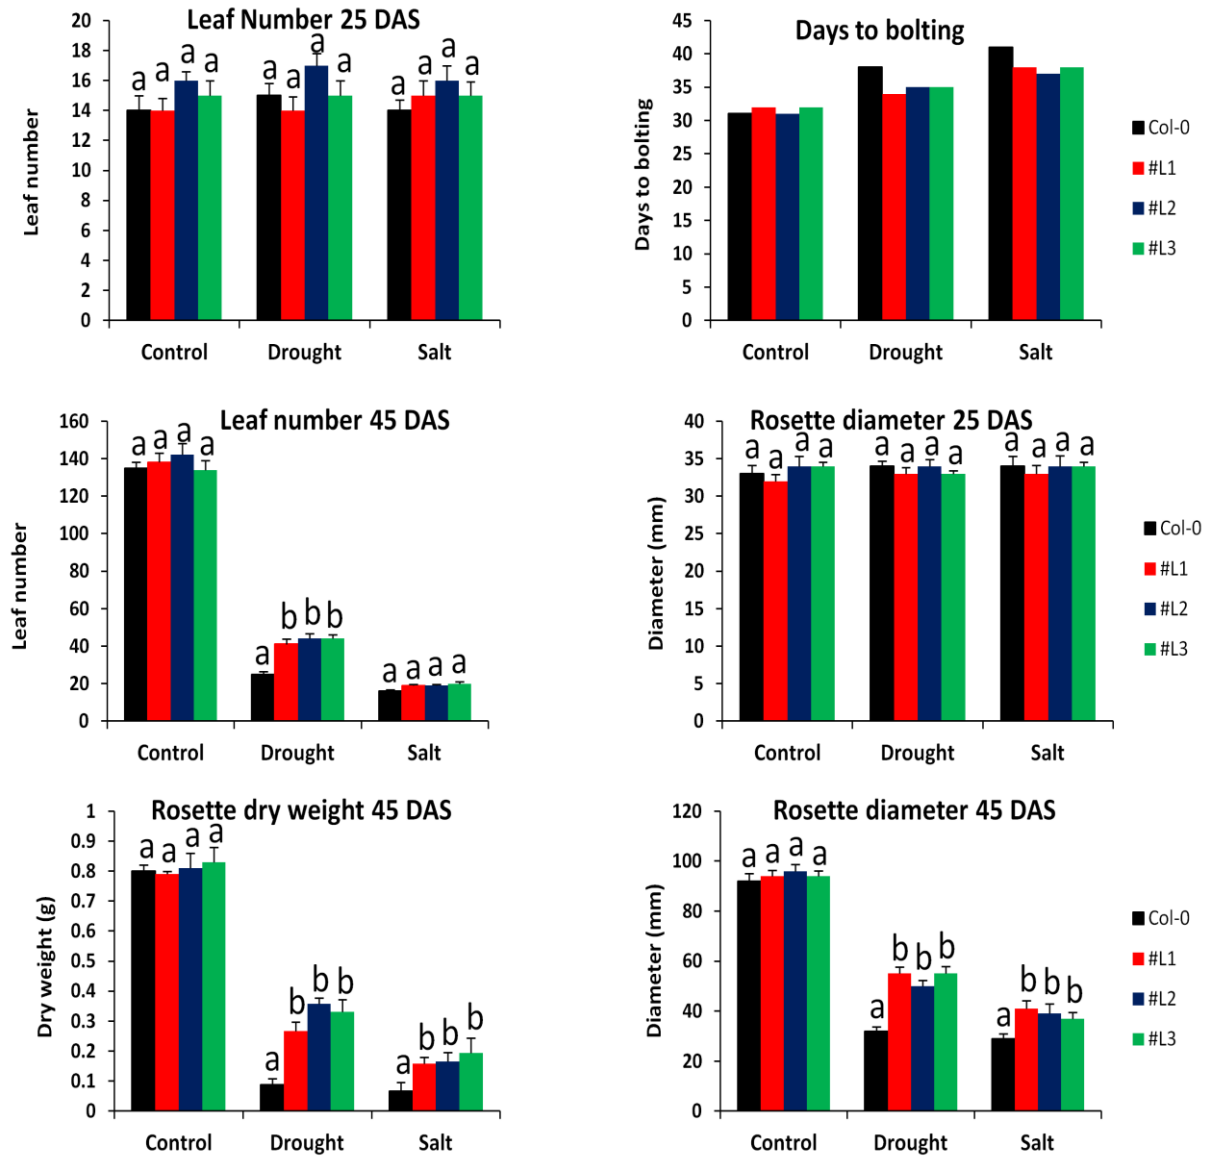 Leaf Number 25 DAS
Leaf number
20
18
16
14
12
10
8
6
4
2
0
a a a a
a a a a
a a a a
Control Drought Salt
Days to bolting
Days to bolting
45
40
35
30
25
20
15
10
5
0
Control Drought Salt
Col-0
#L1
#L2
#L3
Leaf number 45 DAS
Leaf number
160
140
120
100
80
60
40
20
0
a a a a
a b b b
a a a a
Control Drought Salt
Rosette diameter 25 DAS
Diameter (mm)
40
35
30
25
20
15
10
5
0
a a a a
a a a a
a a a a
Control Drought Salt
Col-0
#L1
#L2
#L3
Rosette dry weight 45 DAS
Dry weight (g)
1
0.9
0.8
0.7
0.6
0.5
0.4
0.3
0.2
0.1
0
a a a a
a b b b
a b b b
Control Drought Salt
Rosette diameter 45 DAS
Diameter (mm)
120
100
80
60
40
20
0
a a a a
a b b b
a b b b
Control Drought Salt
Col-0
#L1
#L2
#L3